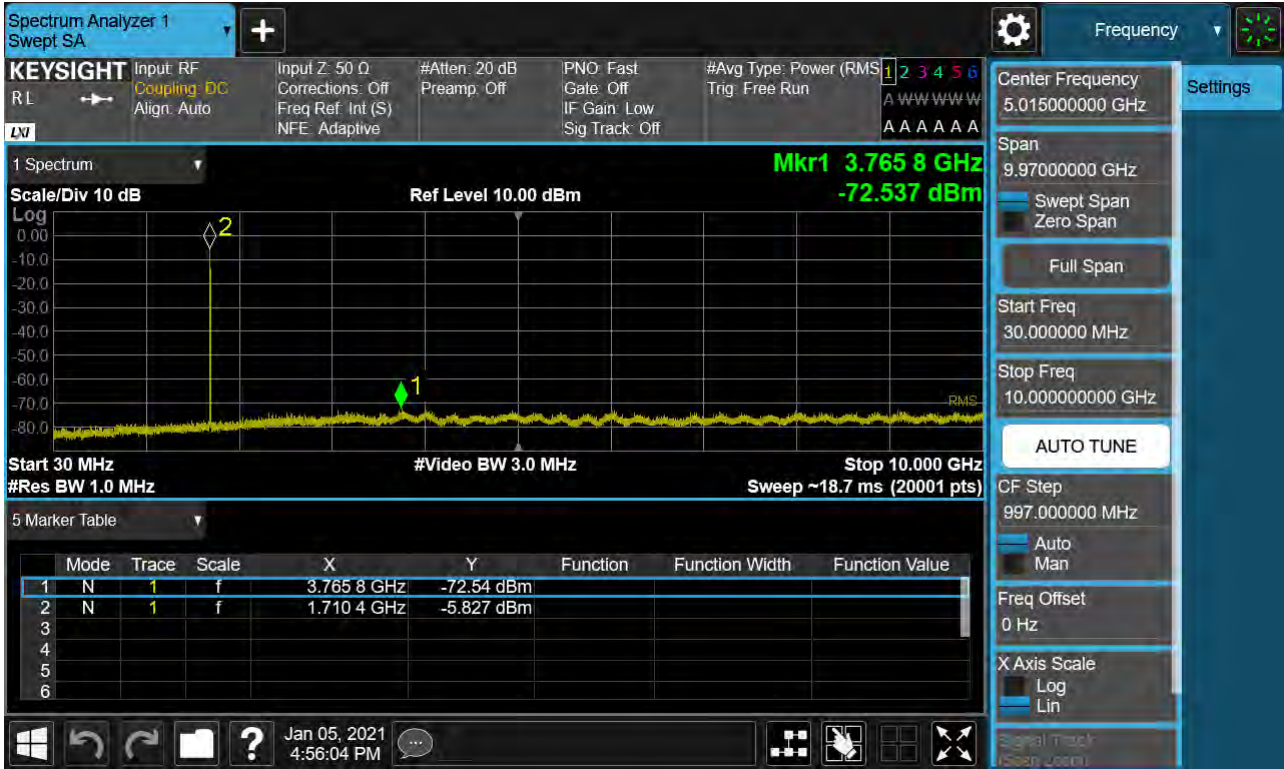 Spectrum Analyzer 1
Swept SA
Frequency
KEYSIGHT
R L
LXI
Input: RF
Coupling: DC
Align: Auto
Input Z: 50 Ω
Corrections: Off
Freq Ref: Int (S)
NFE: Adaptive
#Atten: 20 dB
Preamp: Off
PNO: Fast
Gate: Off
IF Gain: Low
Sig Track: Off
#Avg Type: Power (RMS
Trig: Free Run
1 2 3 4 5 6
A W W W W W
A A A A A A
1 Spectrum
Mkr1 3.765 8 GHz
-72.537 dBm
Scale/Div 10 dB
Ref Level 10.00 dBm
Log
0.00
-10.0
-20.0
-30.0
-40.0
-50.0
-60.0
-70.0
-80.0
2
1
RMS
Start 30 MHz
#Video BW 3.0 MHz
Stop 10.000 GHz
#Res BW 1.0 MHz
Sweep ~18.7 ms (20001 pts)
5 Marker Table
Mode Trace Scale X Y Function Function Width Function Value
1 N 1 f 3.765 8 GHz -72.54 dBm
2 N 1 f 1.710 4 GHz -5.827 dBm
3
4
5
6
Jan 05, 2021
4:56:04 PM
Center Frequency
5.015000000 GHz
Settings
Span
9.97000000 GHz
Swept Span
Zero Span
Full Span
Start Freq
30.000000 MHz
Stop Freq
10.000000000 GHz
AUTO TUNE
CF Step
997.000000 MHz
Auto
Man
Freq Offset
0 Hz
X Axis Scale
Log
Lin
Signal Track
(Span Zoom)